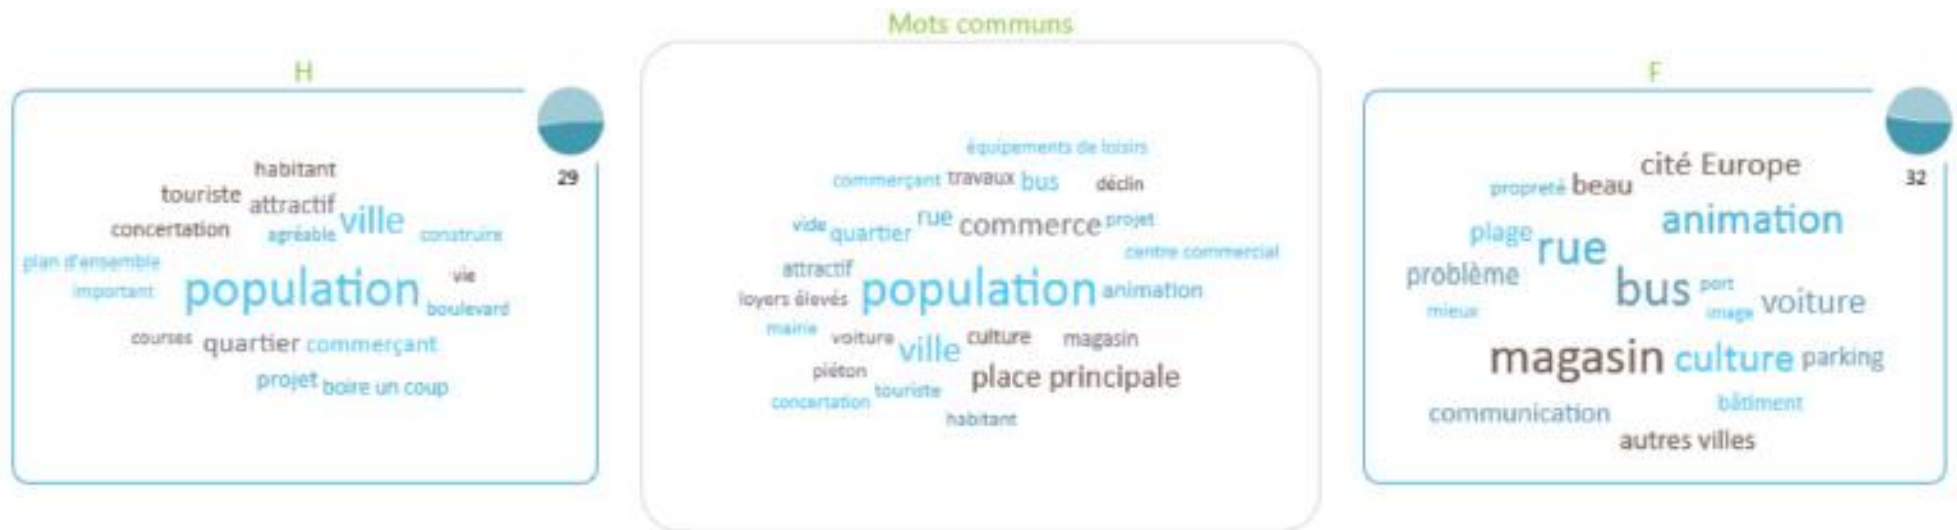 Mots communs
H
29
habitant
touriste attractif ville
concertation agréable construire
plan d'ensemble
important population vie
boulevard
courses quartier commerçant
projet boire un coup
équipements de loisirs
commerçant travaux bus déclin
vide quartier rue commerce projet
centre commercial
attractif
loyers élevés population animation
mairie voiture ville culture magasin
piéton place principale
concertation touriste
habitant
F
32
cité Europe
propreté beau
animation
plage rue
problème bus port
mieux image voiture
magasin culture parking
communication bâtiment
autres villes